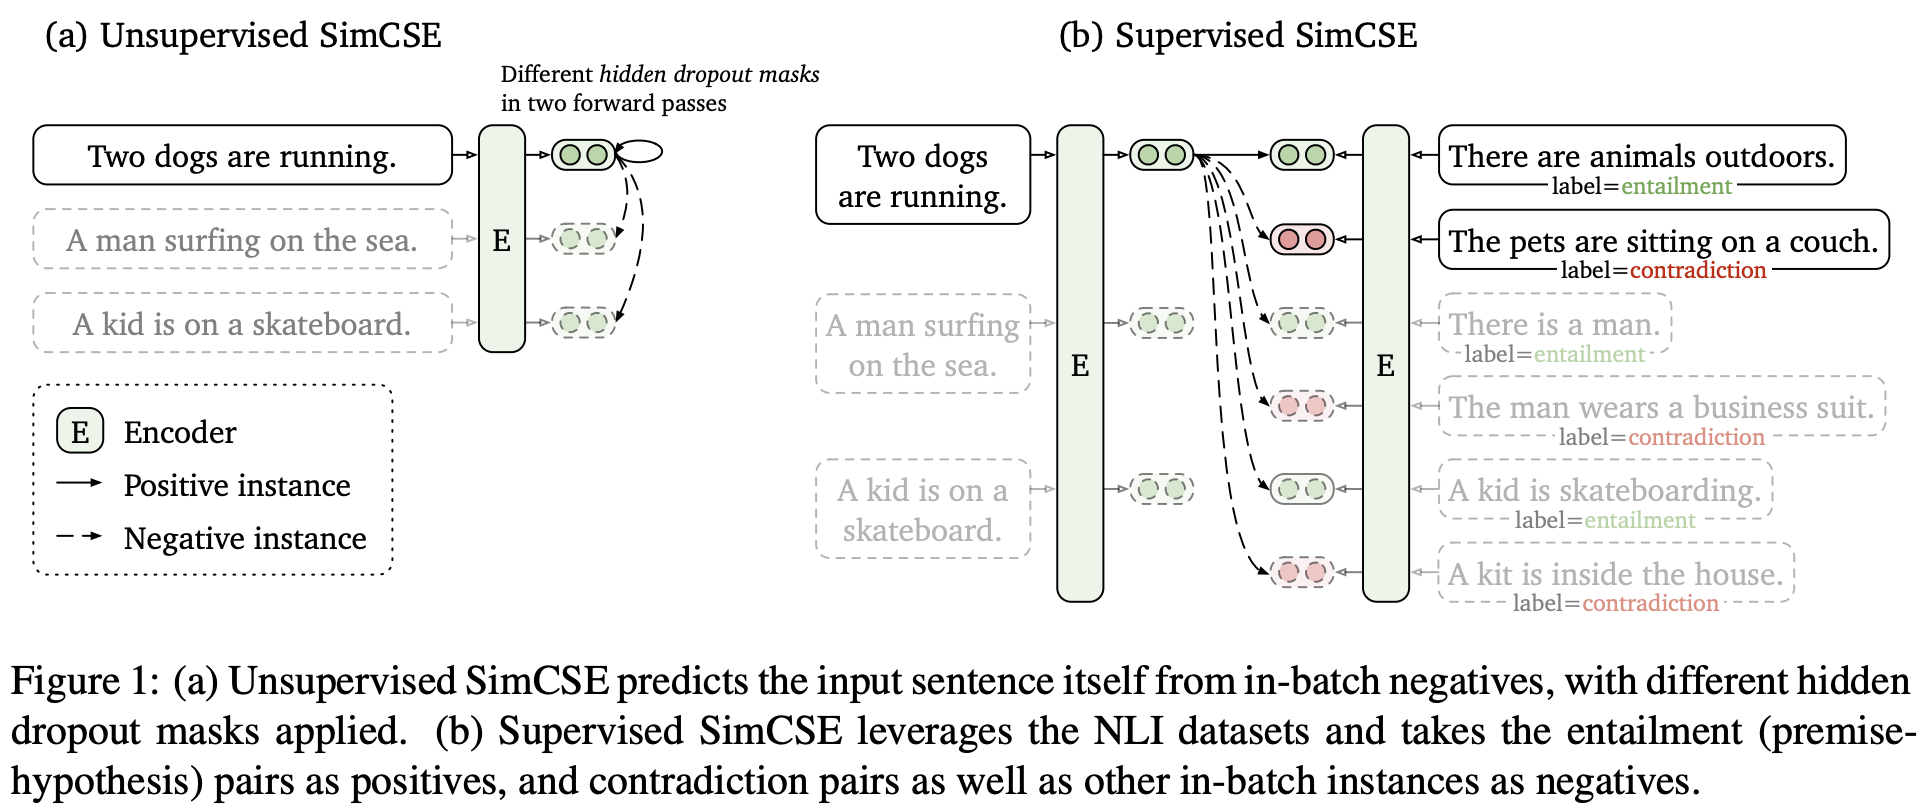 (a) Unsupervised SimCSE
Different hidden dropout masks
in two forward passes
Two dogs are running.
A man surfing on the sea.
A kid is on a skateboard.
E
E Encoder
Positive instance
Negative instance
(b) Supervised SimCSE
Two dogs
are running.
A man surfing
on the sea.
A kid is on a
skateboard.
E
E
There are animals outdoors.
label=entailment
The pets are sitting on a couch.
label=contradiction
There is a man.
label=entailment
The man wears a business suit.
label=contradiction
A kid is skateboarding.
label=entailment
A kit is inside the house.
label=contradiction
Figure 1: (a) Unsupervised SimCSE predicts the input sentence itself from in-batch negatives, with different hidden
dropout masks applied. (b) Supervised SimCSE leverages the NLI datasets and takes the entailment (premise-
hypothesis) pairs as positives, and contradiction pairs as well as other in-batch instances as negatives.